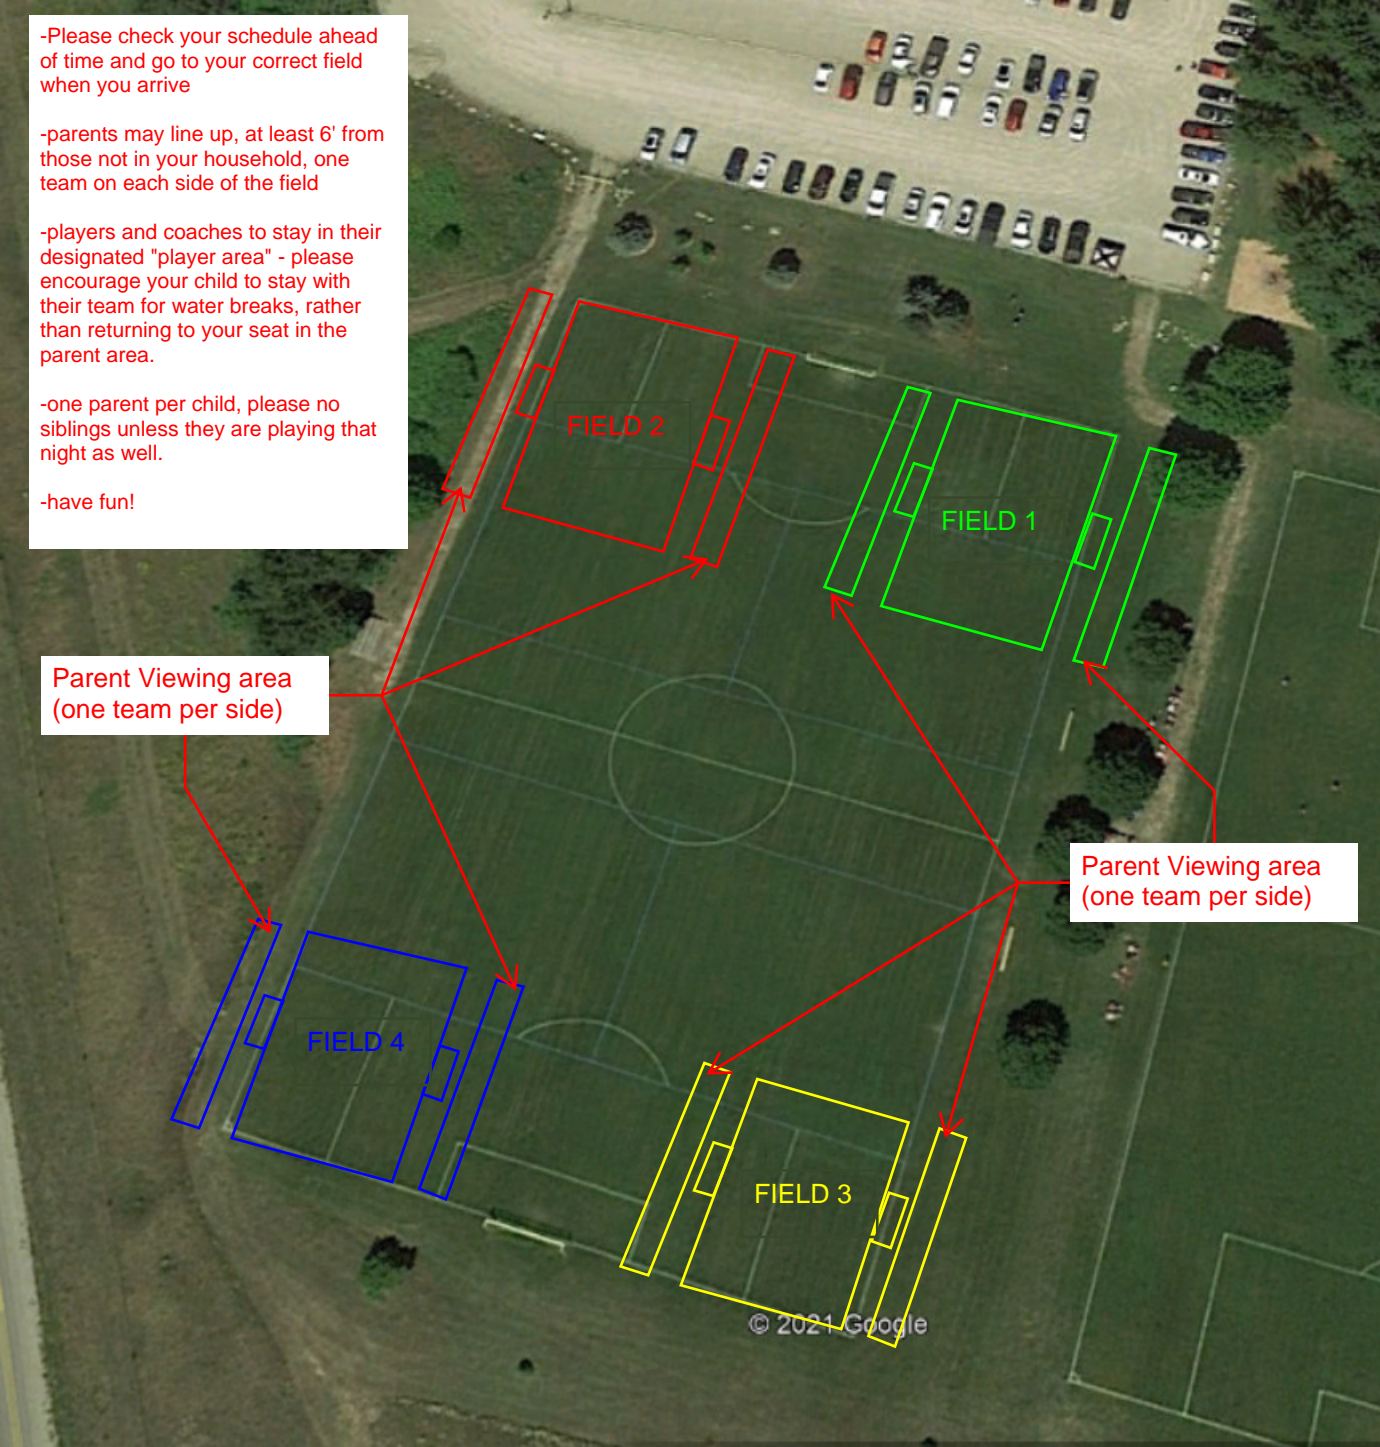 -Please check your schedule ahead
of time and go to your correct field
when you arrive
-parents may line up, at least 6' from
those not in your household, one
team on each side of the field
-players and coaches to stay in their
designated "player area" - please
encourage your child to stay with
their team for water breaks, rather
than returning to your seat in the
parent area.
-one parent per child, please no
siblings unless they are playing that
night as well.
-have fun!
FIELD 2
FIELD 1
Parent Viewing area
(one team per side)
Parent Viewing area
(one team per side)
FIELD 4
FIELD 3
© 2021 Google